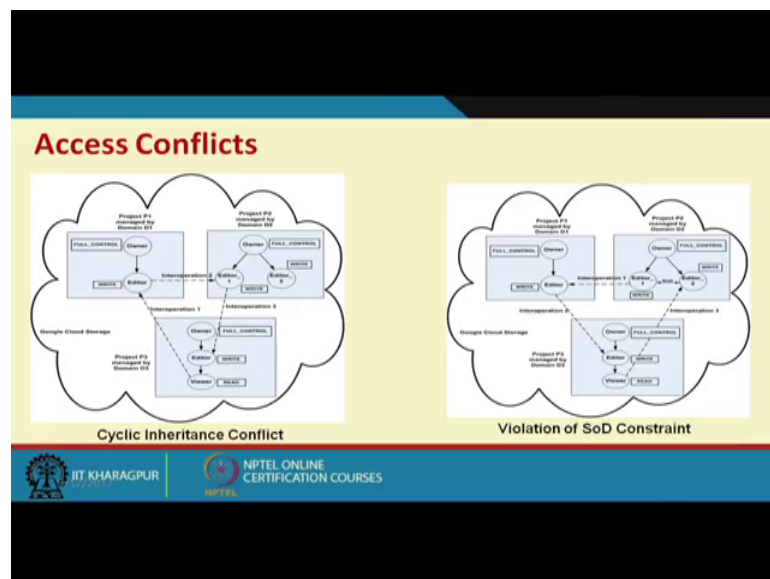 Access Conflicts
Project P1
managed by
Domain D1
Project P2
managed by
Domain D2
FULL_CONTROL
Owner
Owner
FULL_CONTROL
WRITE
Editor
Interoperation 2
Editor_
1
Editor_
2
WRITE
WRITE
Interoperation 1
Interoperation 3
Google Cloud Storage
Owner
FULL_CONTROL
Project P3
managed by
Domain D3
Editor
WRITE
Viewer
READ
Cyclic Inheritance Conflict
Project P1
managed by
Domain D1
Project P2
managed by
Domain D2
FULL_CONTROL
Owner
Owner
FULL_CONTROL
WRITE
Editor
Interoperation 1
Editor_
1
SoD
Editor_
2
WRITE
WRITE
Interoperation 2
Interoperation 3
Google Cloud Storage
Owner
FULL_CONTROL
Project P3
managed by
Domain D3
Editor
WRITE
Viewer
READ
Violation of SoD Constraint
IIT KHARAGPUR
NPTEL
NPTEL ONLINE
CERTIFICATION COURSES